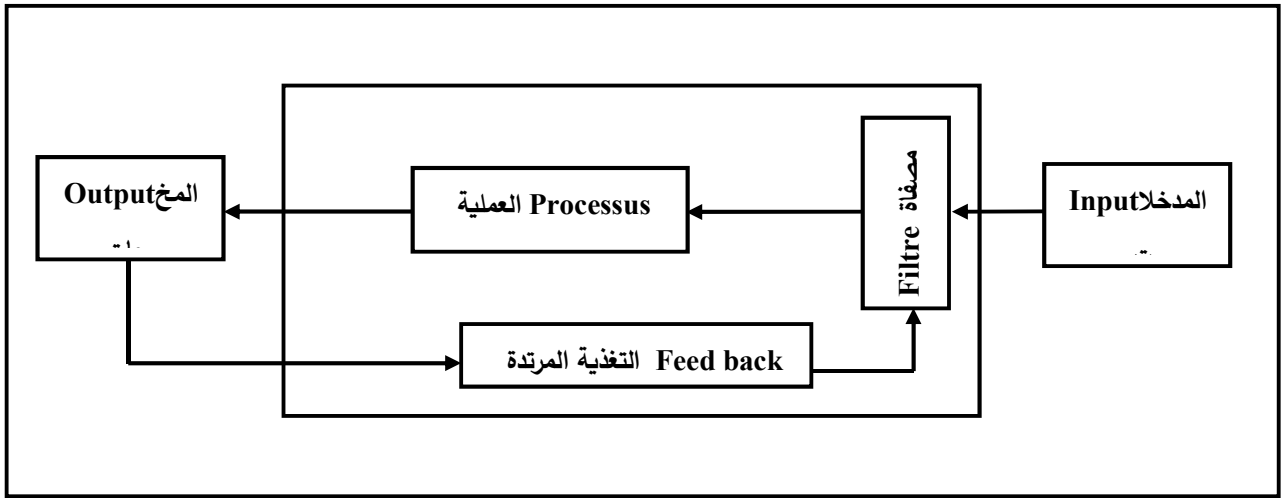 المدخلاInput
مصفاة Filtre
العملية Processus
المخOutput
التغذية المرتدة Feed back